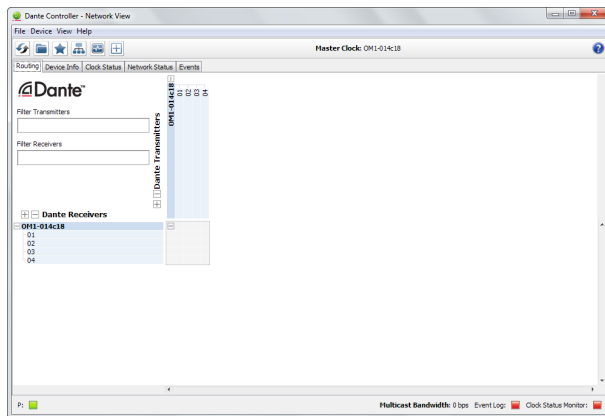 Dante Controller - Network View
File Device View Help
Master Clock: OM1-014c18
Routing Device Info Clock Status Network Status Events
Dante™
Filter Transmitters
Filter Receivers
Dante Transmitters
OM1-014c18
01
02
03
04
Dante Receivers
OM1-014c18
01
02
03
04
P:
Multicast Bandwidth: 0 bps Event Log: Clock Status Monitor: